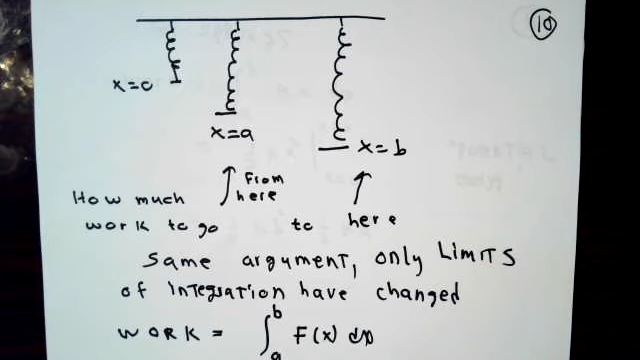 10
x=0
x=a
x=b
From
here
How much
work to go to here
same argument, only Limits
of integration have changed
work = ∫_a^b F(x) dx